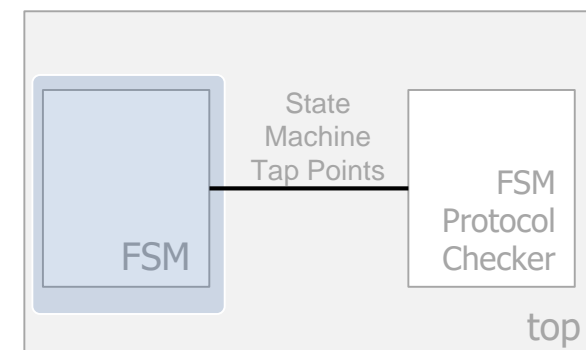 State
Machine
Tap Points
FSM
FSM
Protocol
Checker
top